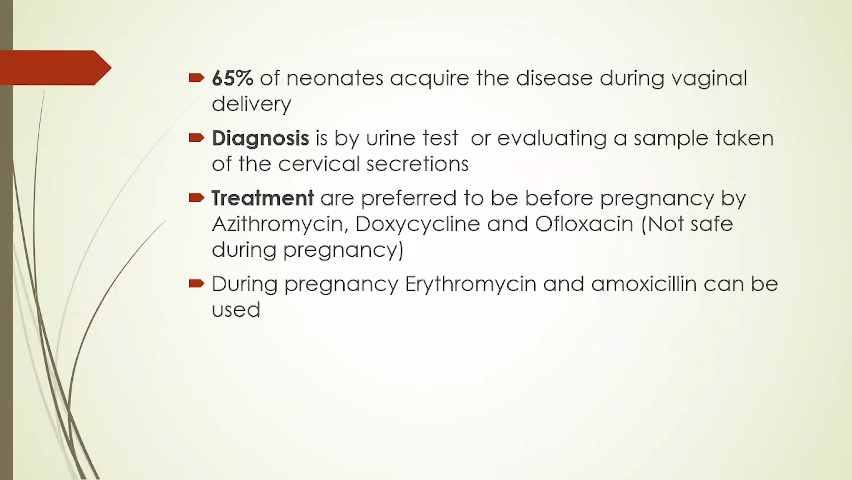 65% of neonates acquire the disease during vaginal
delivery
Diagnosis is by urine test or evaluating a sample taken
of the cervical secretions
Treatment are preferred to be before pregnancy by
Azithromycin, Doxycycline and Ofloxacin (Not safe
during pregnancy)
During pregnancy Erythromycin and amoxicillin can be
used